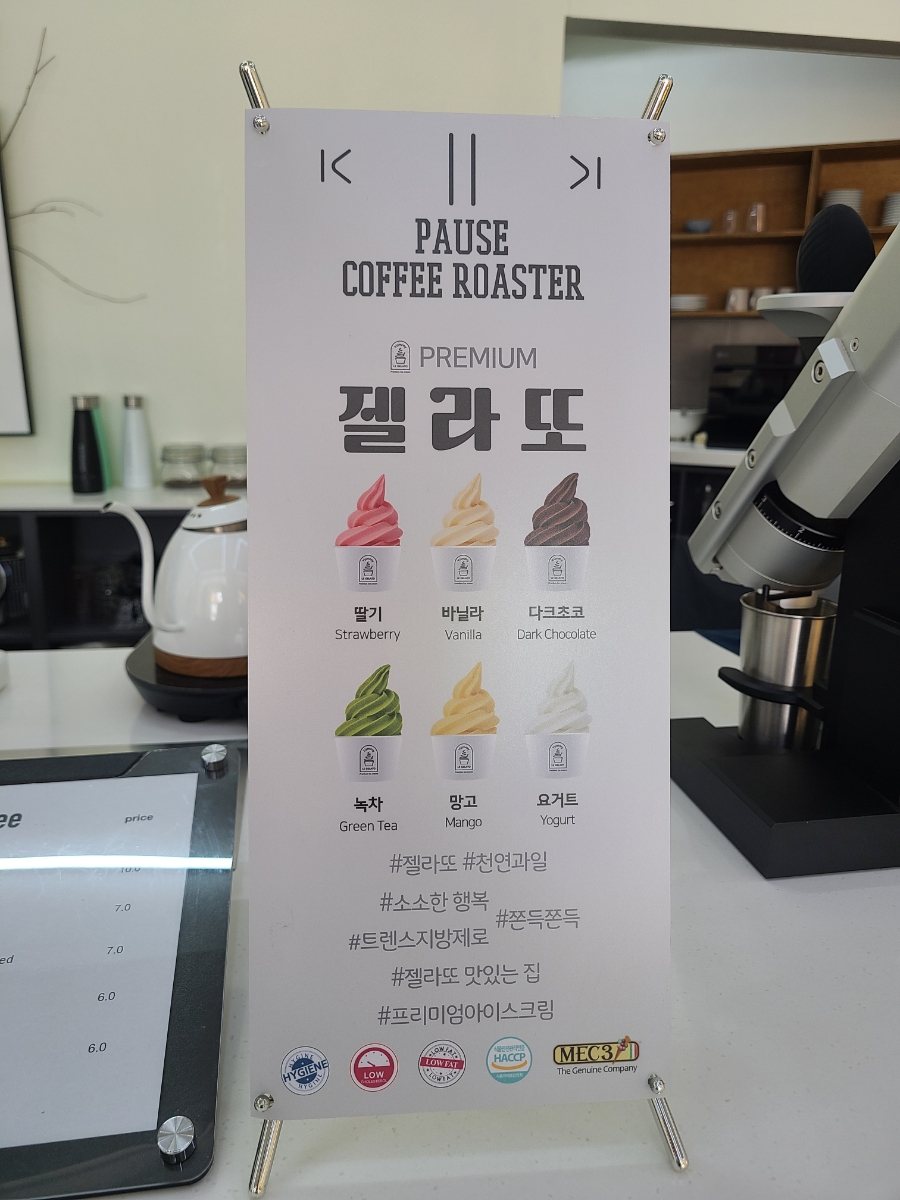 PAUSE
COFFEE ROASTER
PREMIUM
젤라또
딸기 바닐라 다크초코
Strawberry Vanilla Dark Chocolate
녹차 망고 요거트
Green Tea Mango Yogurt
#젤라또 #천연과일
#소소한 행복
#쫀득쫀득
#트렌스지방제로
#젤라또 맛있는 집
#프리미엄아이스크림
HYGIENE
LOW
LOW FAT
HACCP
MEC3
The Genuine Company
ee price
10.0
7.0
ed 7.0
6.0
6.0